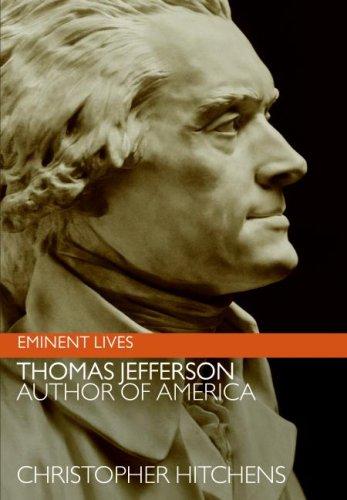 EMINENT LIVES
THOMAS JEFFERSON
AUTHOR OF AMERICA
CHRISTOPHER HITCHENS